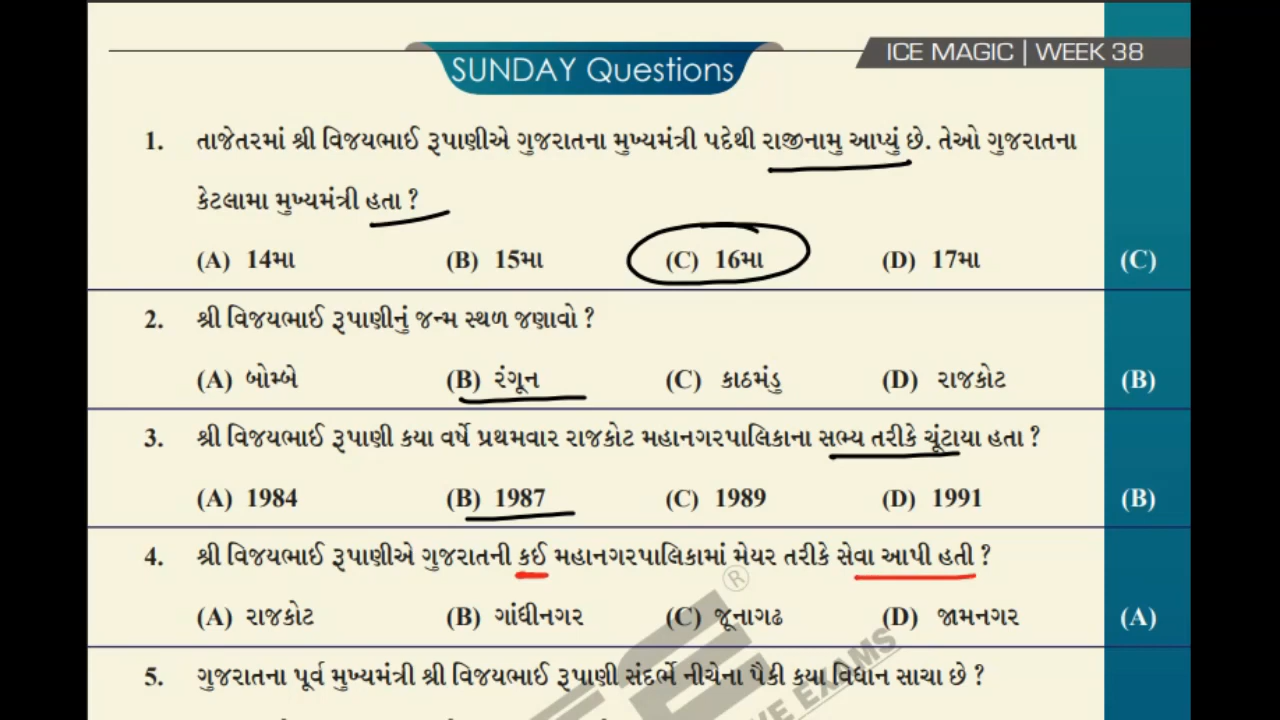 ICE MAGIC | WEEK 38
SUNDAY Questions
1. તાજેતરમાં શ્રી વિજયભાઈ રૂપાણીએ ગુજરાતના મુખ્યમંત્રી પદેથી રાજીનામુ આપ્યું છે. તેઓ ગુજરાતના
કેટલામા મુખ્યમંત્રી હતા ?
(A) 14મા (B) 15મા (C) 16મા (D) 17મા (C)
2. શ્રી વિજયભાઈ રૂપાણીનું જન્મ સ્થળ જણાવો ?
(A) બોમ્બે (B) રંગૂન (C) કાઠમંડુ (D) રાજકોટ (B)
3. શ્રી વિજયભાઈ રૂપાણી કયા વર્ષે પ્રથમવાર રાજકોટ મહાનગરપાલિકાના સભ્ય તરીકે ચૂંટાયા હતા ?
(A) 1984 (B) 1987 (C) 1989 (D) 1991 (B)
4. શ્રી વિજયભાઈ રૂપાણીએ ગુજરાતની કઈ મહાનગરપાલિકામાં મેયર તરીકે સેવા આપી હતી ?
(A) રાજકોટ (B) ગાંધીનગર (C) જૂનાગઢ (D) જામનગર (A)
5. ગુજરાતના પૂર્વ મુખ્યમંત્રી શ્રી વિજયભાઈ રૂપાણી સંદર્ભે નીચેના પૈકી કયા વિધાન સાચા છે ?